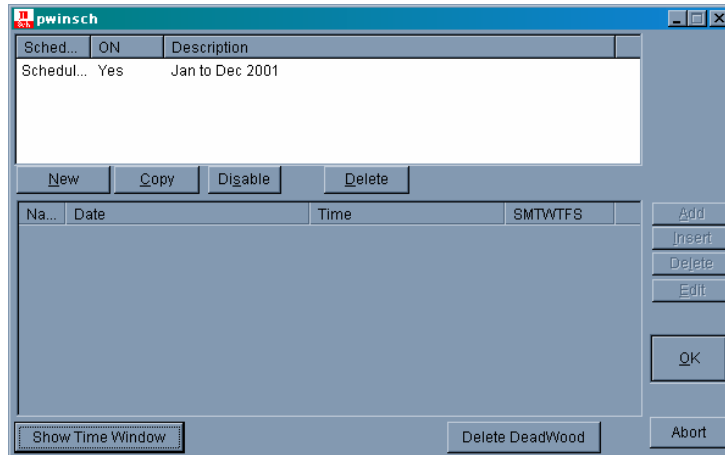 pwinsch
Sched... ON Description
Schedul... Yes Jan to Dec 2001
New Copy Disable Delete
Na... Date Time SMTWTFS
Add
Insert
Delete
Edit
OK
Show Time Window Delete DeadWood Abort